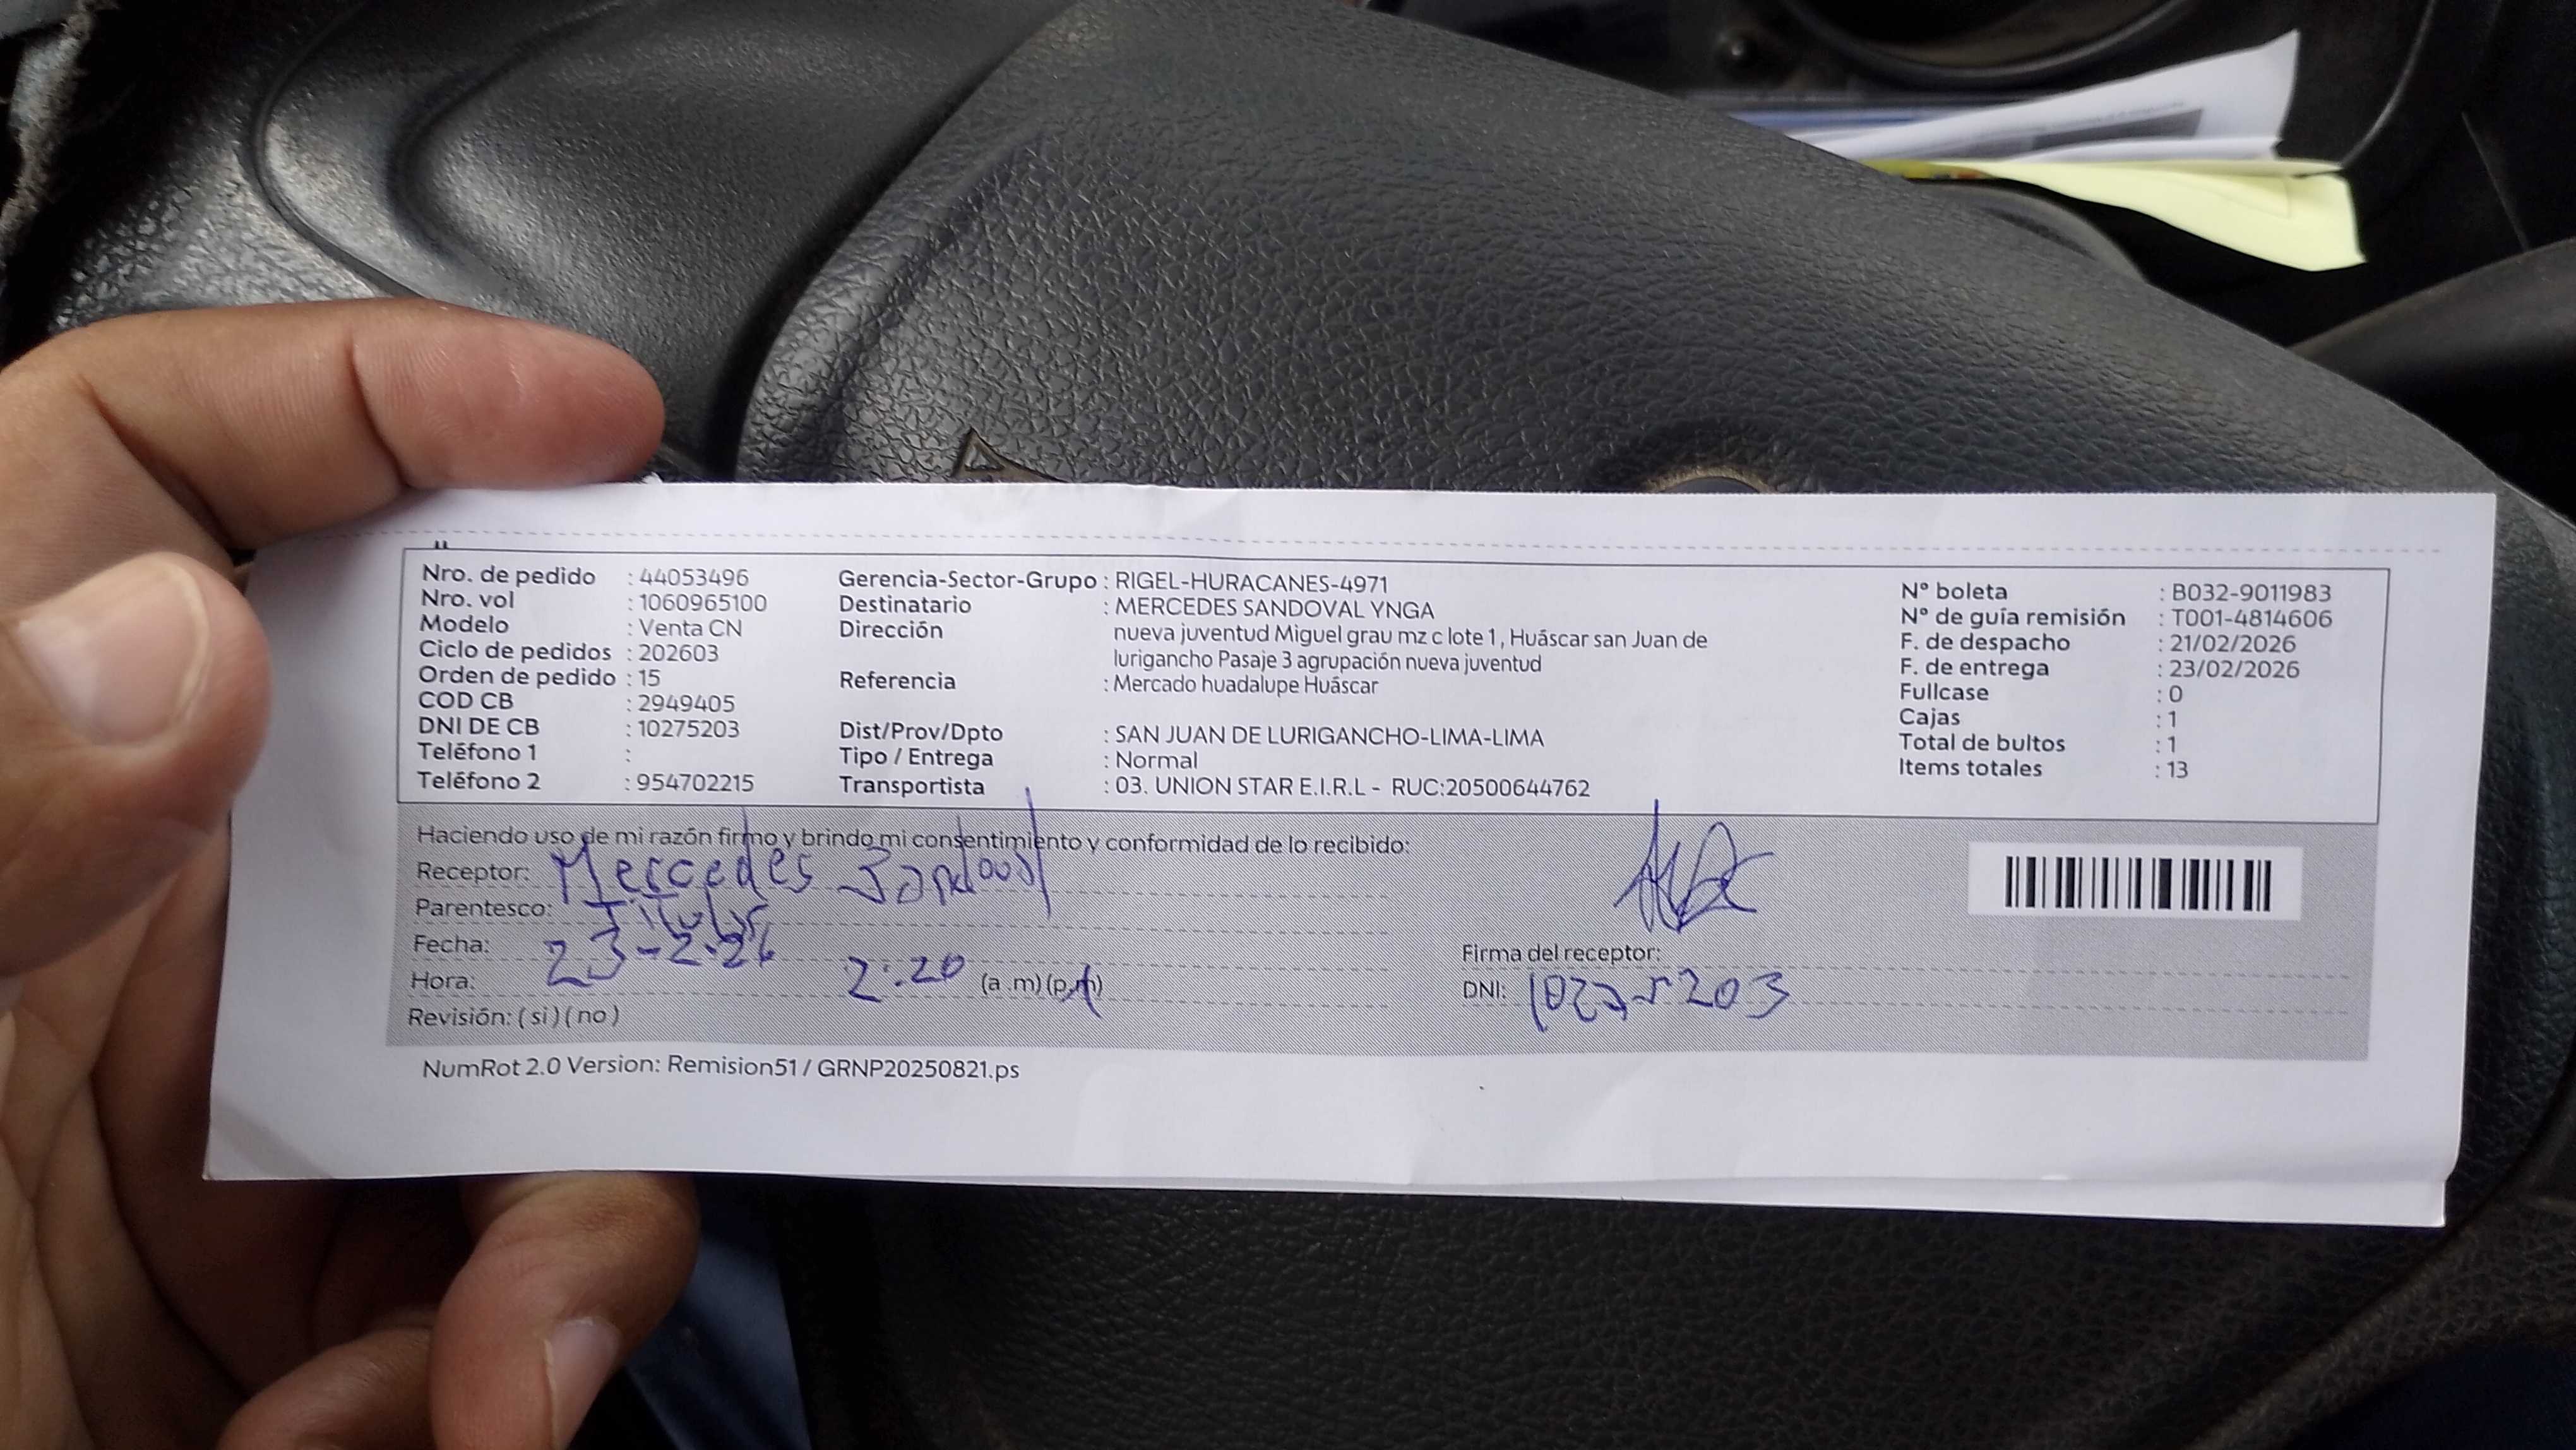 Nro. de pedido : 44053496
Nro. vol : 1060965100
Modelo : Venta CN
Ciclo de pedidos : 202603
Orden de pedido : 15
COD CB : 2949405
DNI DE CB : 10275203
Teléfono 1 :
Teléfono 2 : 954702215
Gerencia-Sector-Grupo : RIGEL-HURACANES-4971
Destinatario : MERCEDES SANDOVAL YNGA
Dirección nueva juventud Miguel grau mz c lote 1, Huáscar san Juan de
lurigancho Pasaje 3 agrupación nueva juventud
Referencia : Mercado huadalupe Huáscar
Dist/Prov/Dpto : SAN JUAN DE LURIGANCHO-LIMA-LIMA
Tipo / Entrega : Normal
Transportista : 03. UNION STAR E.I.R.L - RUC:20500644762
N° boleta : B032-9011983
N° de guía remisión : T001-4814606
F. de despacho : 21/02/2026
F. de entrega : 23/02/2026
Fullcase : 0
Cajas : 1
Total de bultos : 1
Items totales : 13
Haciendo uso de mi razón firmo y brindo mi consentimiento y conformidad de lo recibido:
Receptor: Mercedes Sandoval
Parentesco: Titular
Fecha: 23-2-26
Hora: 2:20 (a .m) (p.m)
Revisión: ( si ) ( no )
Firma del receptor:
DNI: 10275203
NumRot 2.0 Version: Remision51 / GRNP20250821.ps